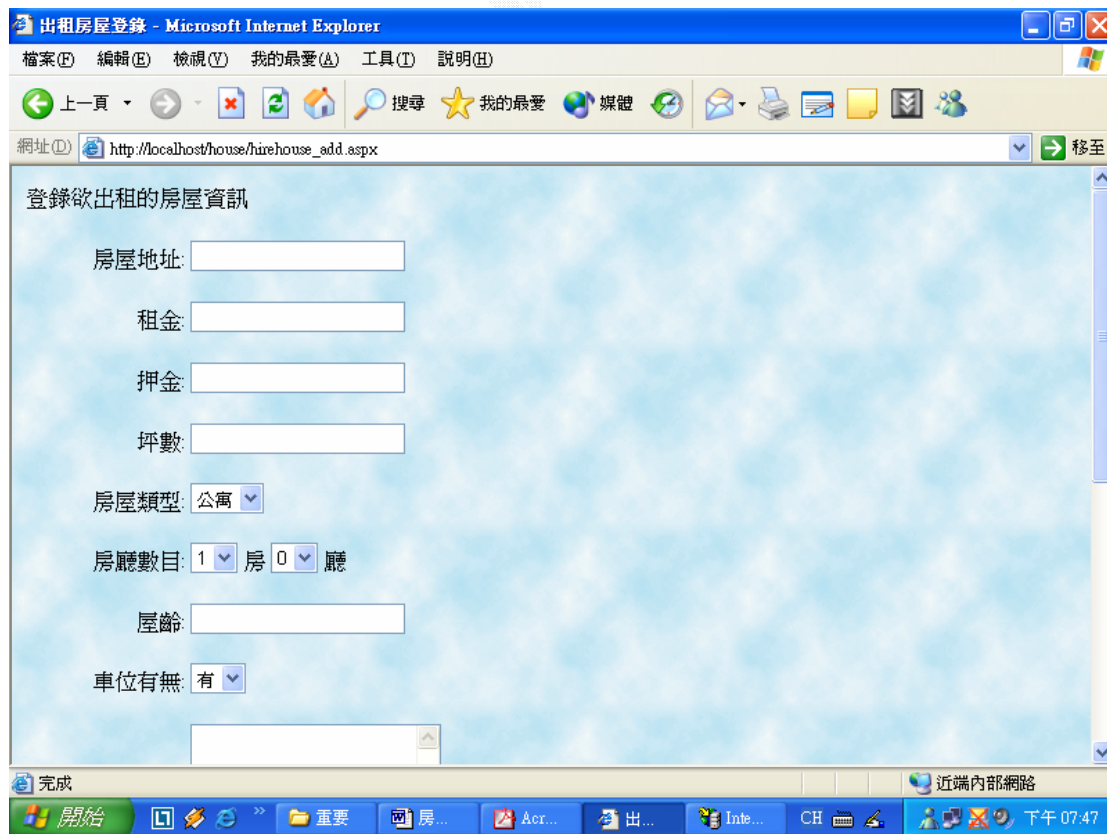 出租房屋登錄 - Microsoft Internet Explorer
檔案(F) 編輯(E) 檢視(V) 我的最愛(A) 工具(T) 說明(H)
上一頁 搜尋 我的最愛 媒體
網址(D) http://localhost/house/hirehouse_add.aspx 移至
登錄欲出租的房屋資訊
房屋地址:
租金:
押金:
坪數:
房屋類型: 公寓
房廳數目: 1 房 0 廳
屋齡:
車位有無: 有
完成 近端內部網路
開始 » 重要 房... Acr... 出... Inte... CH 下午 07:47